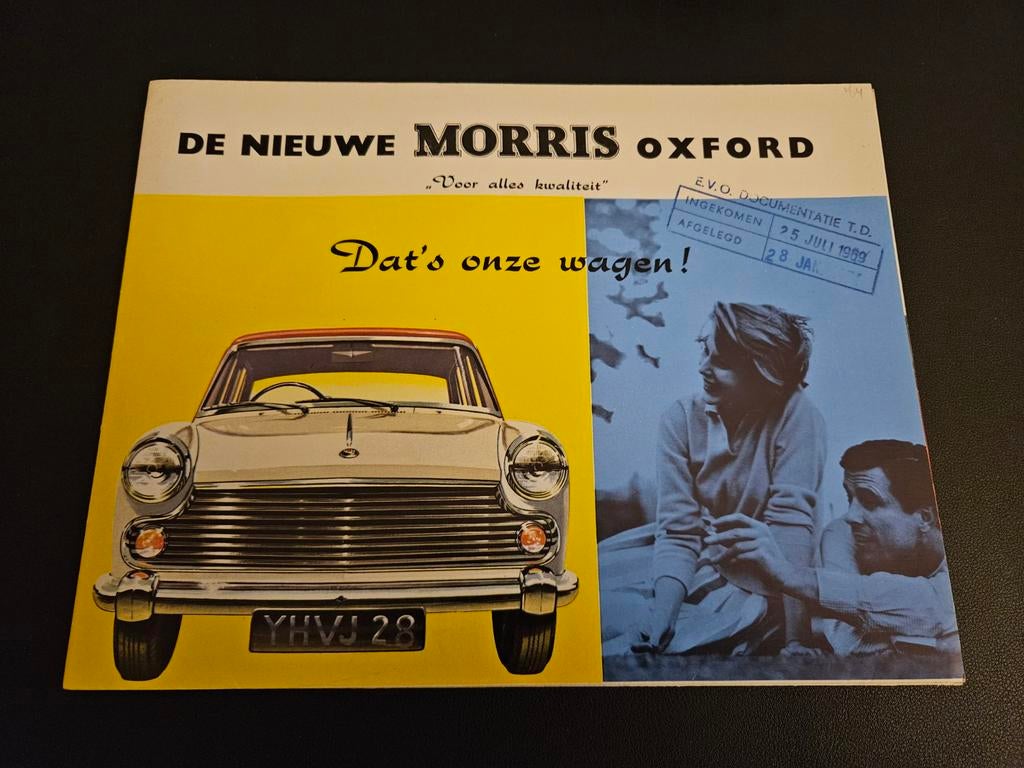 DE NIEUWE MORRIS OXFORD
„Voor alles kwaliteit”
E.V.O. DOCUMENTATIE T.D.
INGEKOMEN 25 JULI 1969
AFGELEGD 28 JAN.
Dat's onze wagen!
YHVJ 28